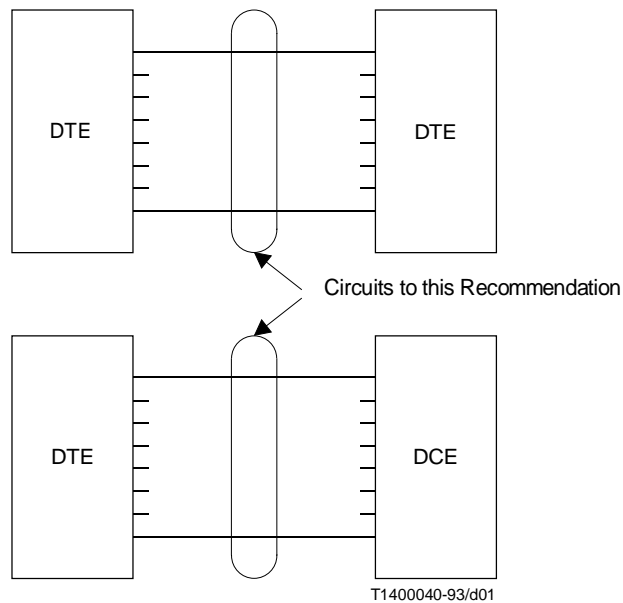 DTE
DTE
Circuits to this Recommendation
DTE
DCE
T1400040-93/d01